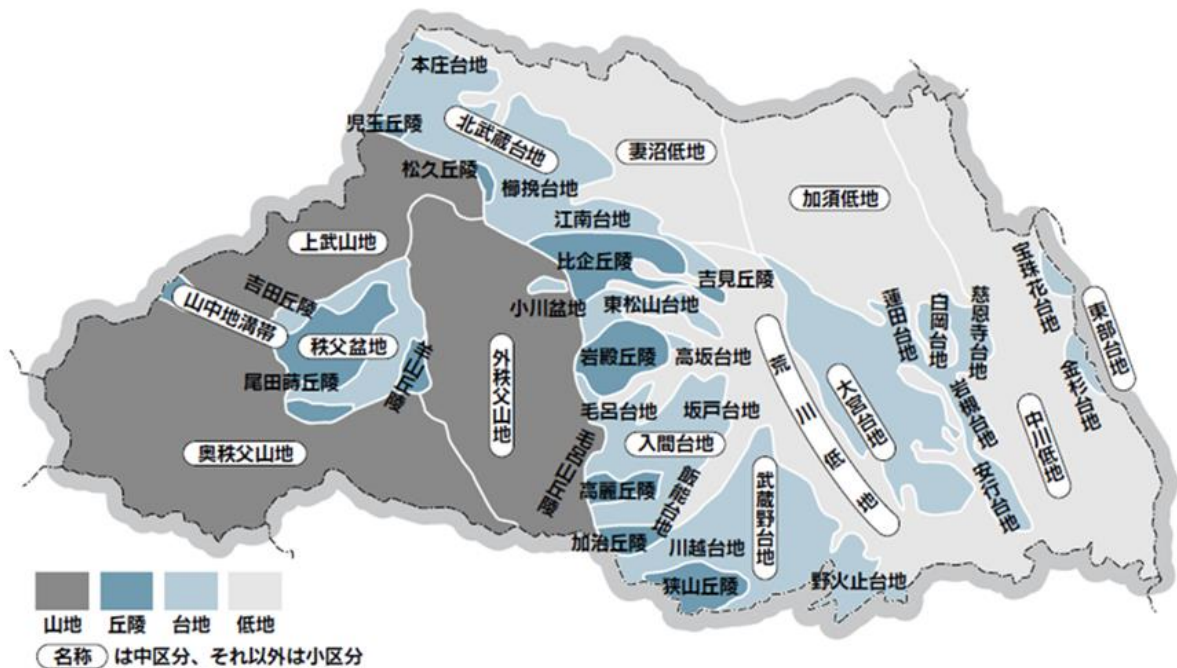 本庄台地
児玉丘陵
北武蔵台地
妻沼低地
松久丘陵
櫛挽台地
加須低地
江南台地
上武山地
比企丘陵
吉見丘陵
宝珠花台地
吉田丘陵
山中地溝帯
小川盆地
東松山台地
蓮田台地
白岡台地
慈恩寺台地
東部台地
秩父盆地
羊山丘陵
外秩父山地
岩殿丘陵
高坂台地
荒川低地
大宮台地
岩槻台地
金杉台地
尾田蒔丘陵
毛呂台地
坂戸台地
中川低地
奥秩父山地
毛呂山丘陵
入間台地
高麗丘陵
飯能台地
武蔵野台地
安行台地
加治丘陵
川越台地
狭山丘陵
野火止台地
山地 丘陵 台地 低地
名称 は中区分、それ以外は小区分